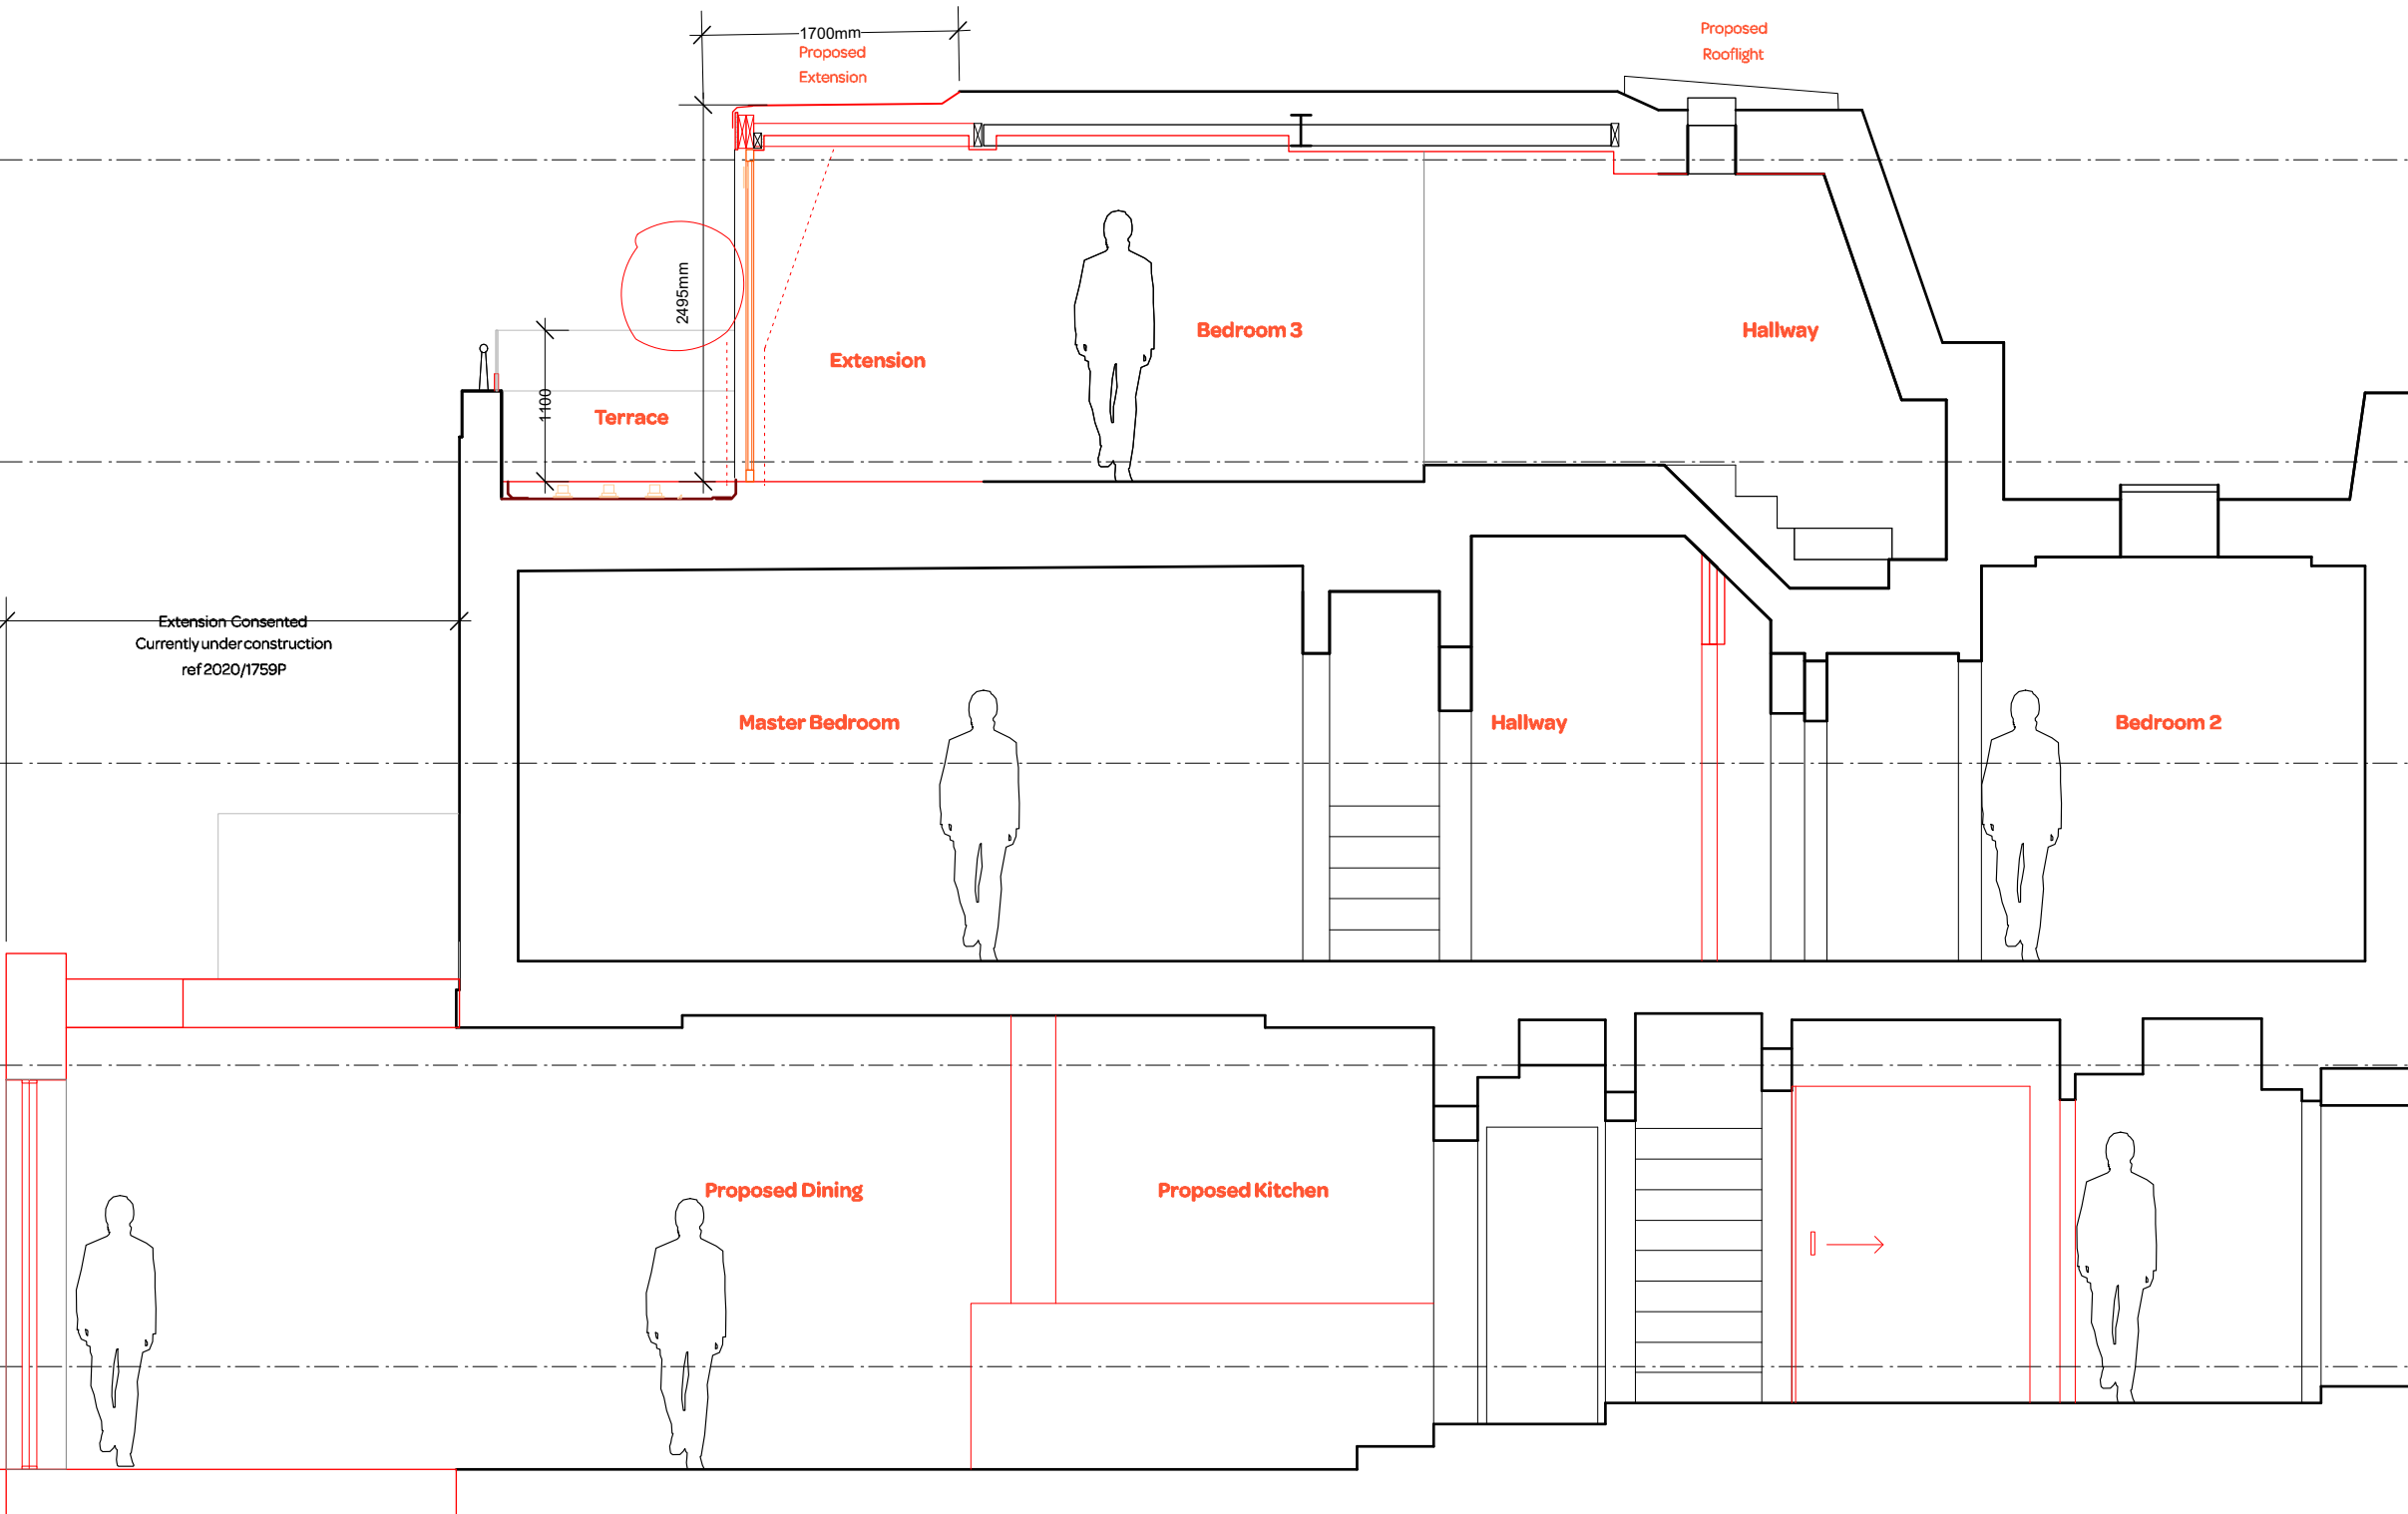 1700mm
Proposed
Extension
Proposed
Rooflight
2495mm
Bedroom 3
Hallway
Extension
1100
Terrace
Extension Consented
Currently under construction
ref 2020/1759P
Master Bedroom
Hallway
Bedroom 2
Proposed Dining
Proposed Kitchen